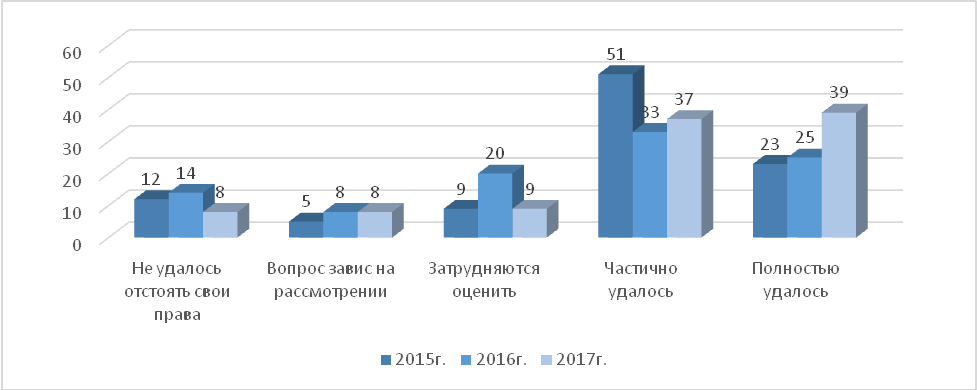 60
50
40
30
20
10
0
12 14 8
5 8 8
9 20 9
51 33 37
23 25 39
Не удалось
отстоять свои
права
Вопрос завис на
рассмотрении
Затрудняются
оценить
Частично
удалось
Полностью
удалось
2015г. 2016г. 2017г.